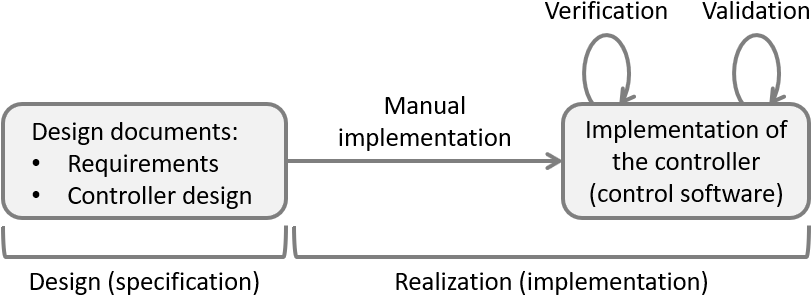 Verification
Validation
Design documents:
• Requirements
• Controller design
Manual
implementation
Implementation of
the controller
(control software)
Design (specification)
Realization (implementation)